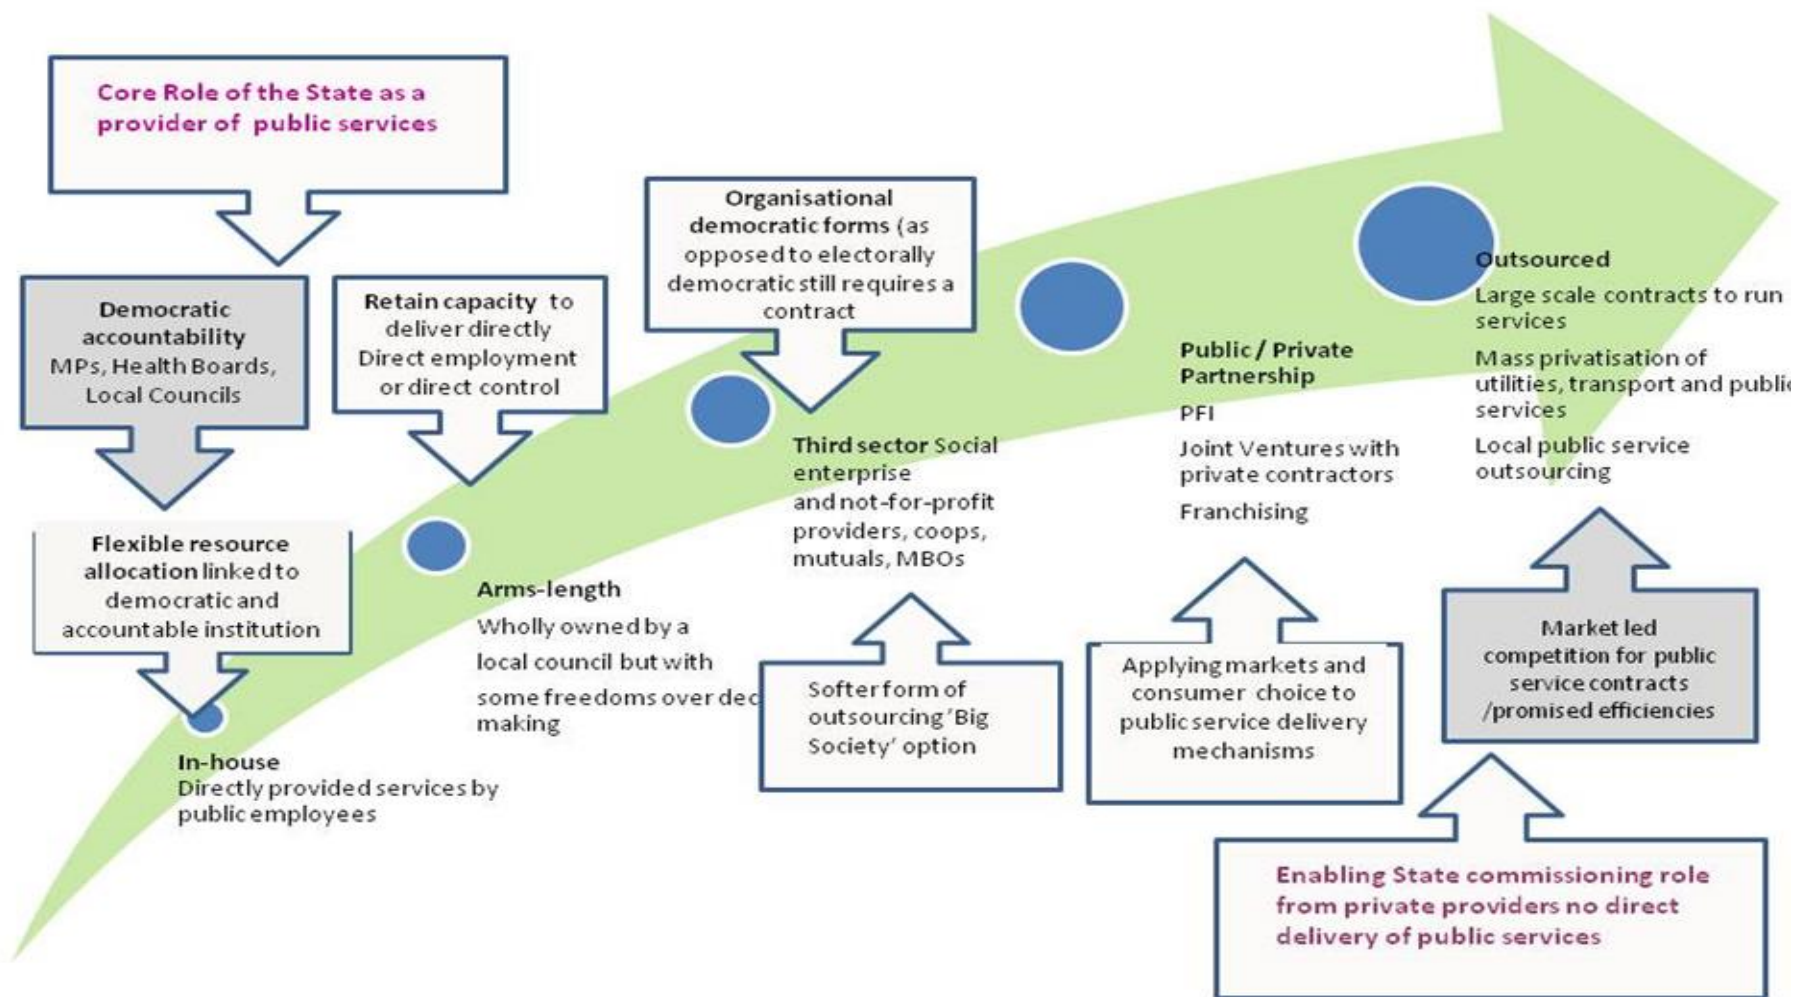 Core Role of the State as a
provider of public services
Democratic
accountability
MPs, Health Boards,
Local Councils
Retain capacity to
deliver directly
Direct employment
or direct control
Organisational
democratic forms (as
opposed to electorally
democratic still requires a
contract
Flexible resource
allocation linked to
democratic and
accountable institution
In-house
Directly provided services by
public employees
Arms-length
Wholly owned by a
local council but with
some freedoms over dec
making
Third sector Social
enterprise
and not-for-profit
providers, coops,
mutuals, MBOs
Softer form of
outsourcing 'Big
Society' option
Public / Private
Partnership
PFI
Joint Ventures with
private contractors
Franchising
Applying markets and
consumer choice to
public service delivery
mechanisms
Outsourced
Large scale contracts to run
services
Mass privatisation of
utilities, transport and public
services
Local public service
outsourcing
Market led
competition for public
service contracts
/promised efficiencies
Enabling State commissioning role
from private providers no direct
delivery of public services